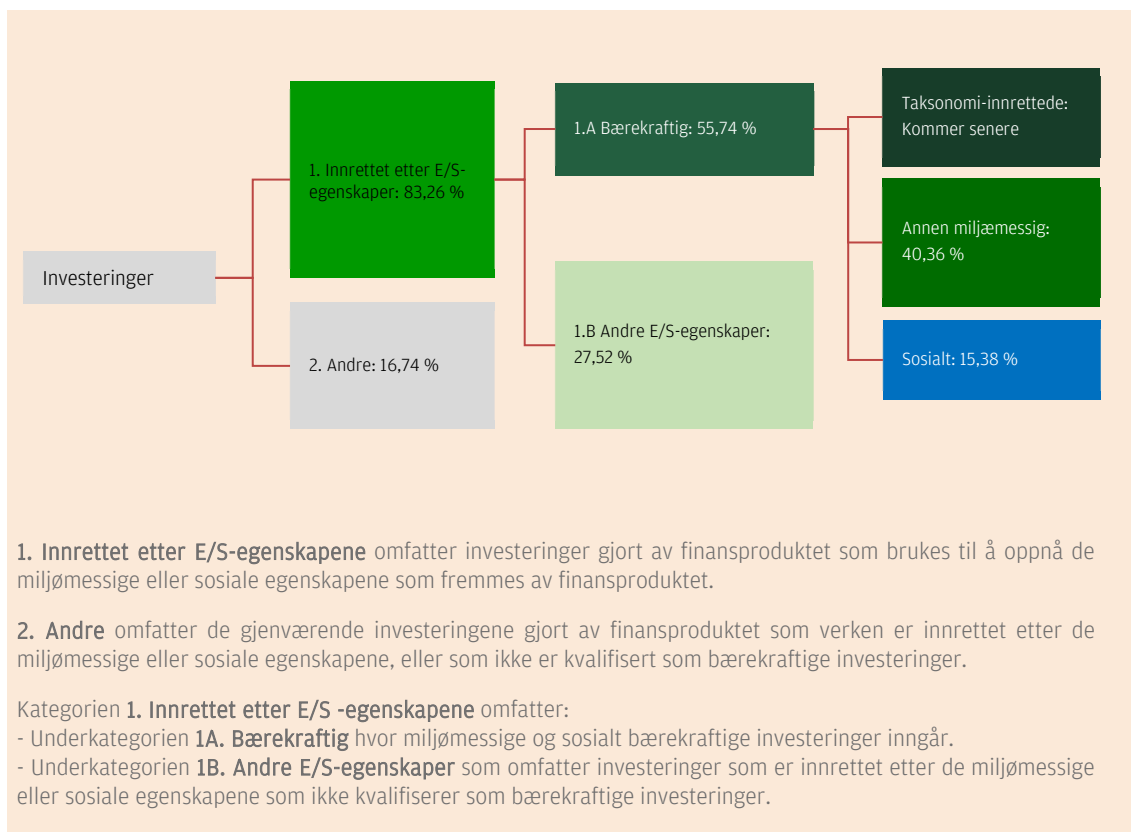 Investeringer
1. Innrettet etter E/S-
egenskaper: 83,26 %
2. Andre: 16,74 %
1.A Bærekraftig: 55,74 %
1.B Andre E/S-egenskaper:
27,52 %
Taksonomi-innrettede:
Kommer senere
Annen miljæmessig:
40,36 %
Sosialt: 15,38 %
1. Innrettet etter E/S-egenskapene omfatter investeringer gjort av finansproduktet som brukes til å oppnå de
miljømessige eller sosiale egenskapene som fremmes av finansproduktet.
2. Andre omfatter de gjenværende investeringene gjort av finansproduktet som verken er innrettet etter de
miljømessige eller sosiale egenskapene, eller som ikke er kvalifisert som bærekraftige investeringer.
Kategorien 1. Innrettet etter E/S -egenskapene omfatter:
- Underkategorien 1A. Bærekraftig hvor miljømessige og sosialt bærekraftige investeringer inngår.
- Underkategorien 1B. Andre E/S-egenskaper som omfatter investeringer som er innrettet etter de miljømessige
eller sosiale egenskapene som ikke kvalifiserer som bærekraftige investeringer.